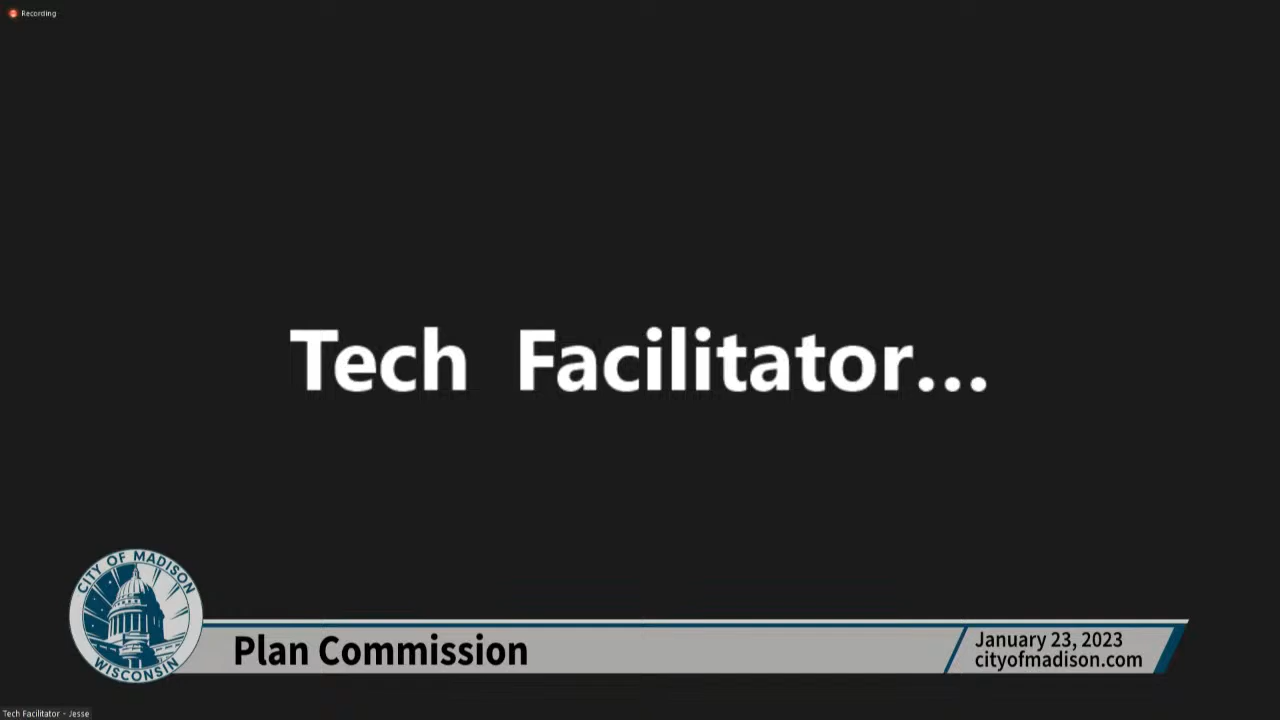 Recording
Tech Facilitator...
CITY OF MADISON
WISCONSIN
Plan Commission
January 23, 2023
cityofmadison.com
Tech Facilitator - Jesse